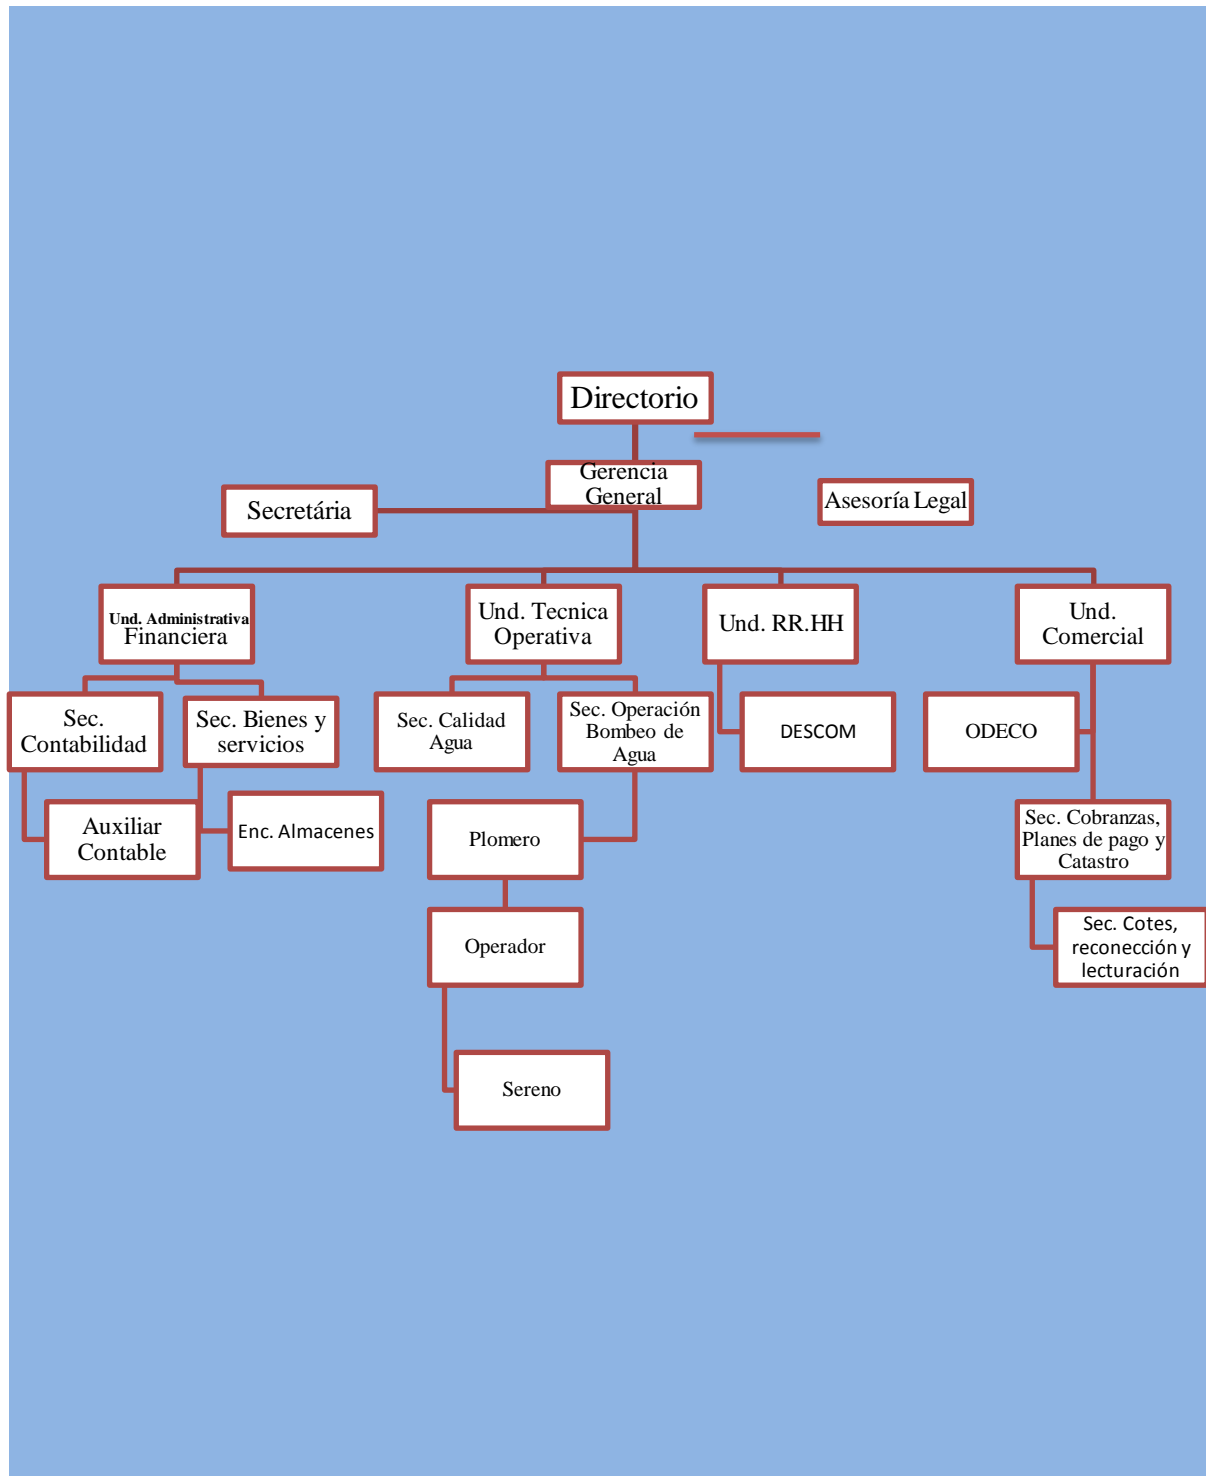 Directorio
Gerencia
General
Secretária
Asesoría Legal
Und. Administrativa
Financiera
Und. Tecnica
Operativa
Und. RR.HH
Und.
Comercial
Sec.
Contabilidad
Sec. Bienes y
servicios
Sec. Calidad
Agua
Sec. Operación
Bombeo de
Agua
DESCOM
ODECO
Auxiliar
Contable
Enc. Almacenes
Plomero
Sec. Cobranzas,
Planes de pago y
Catastro
Operador
Sec. Cotes,
reconección y
lecturación
Sereno